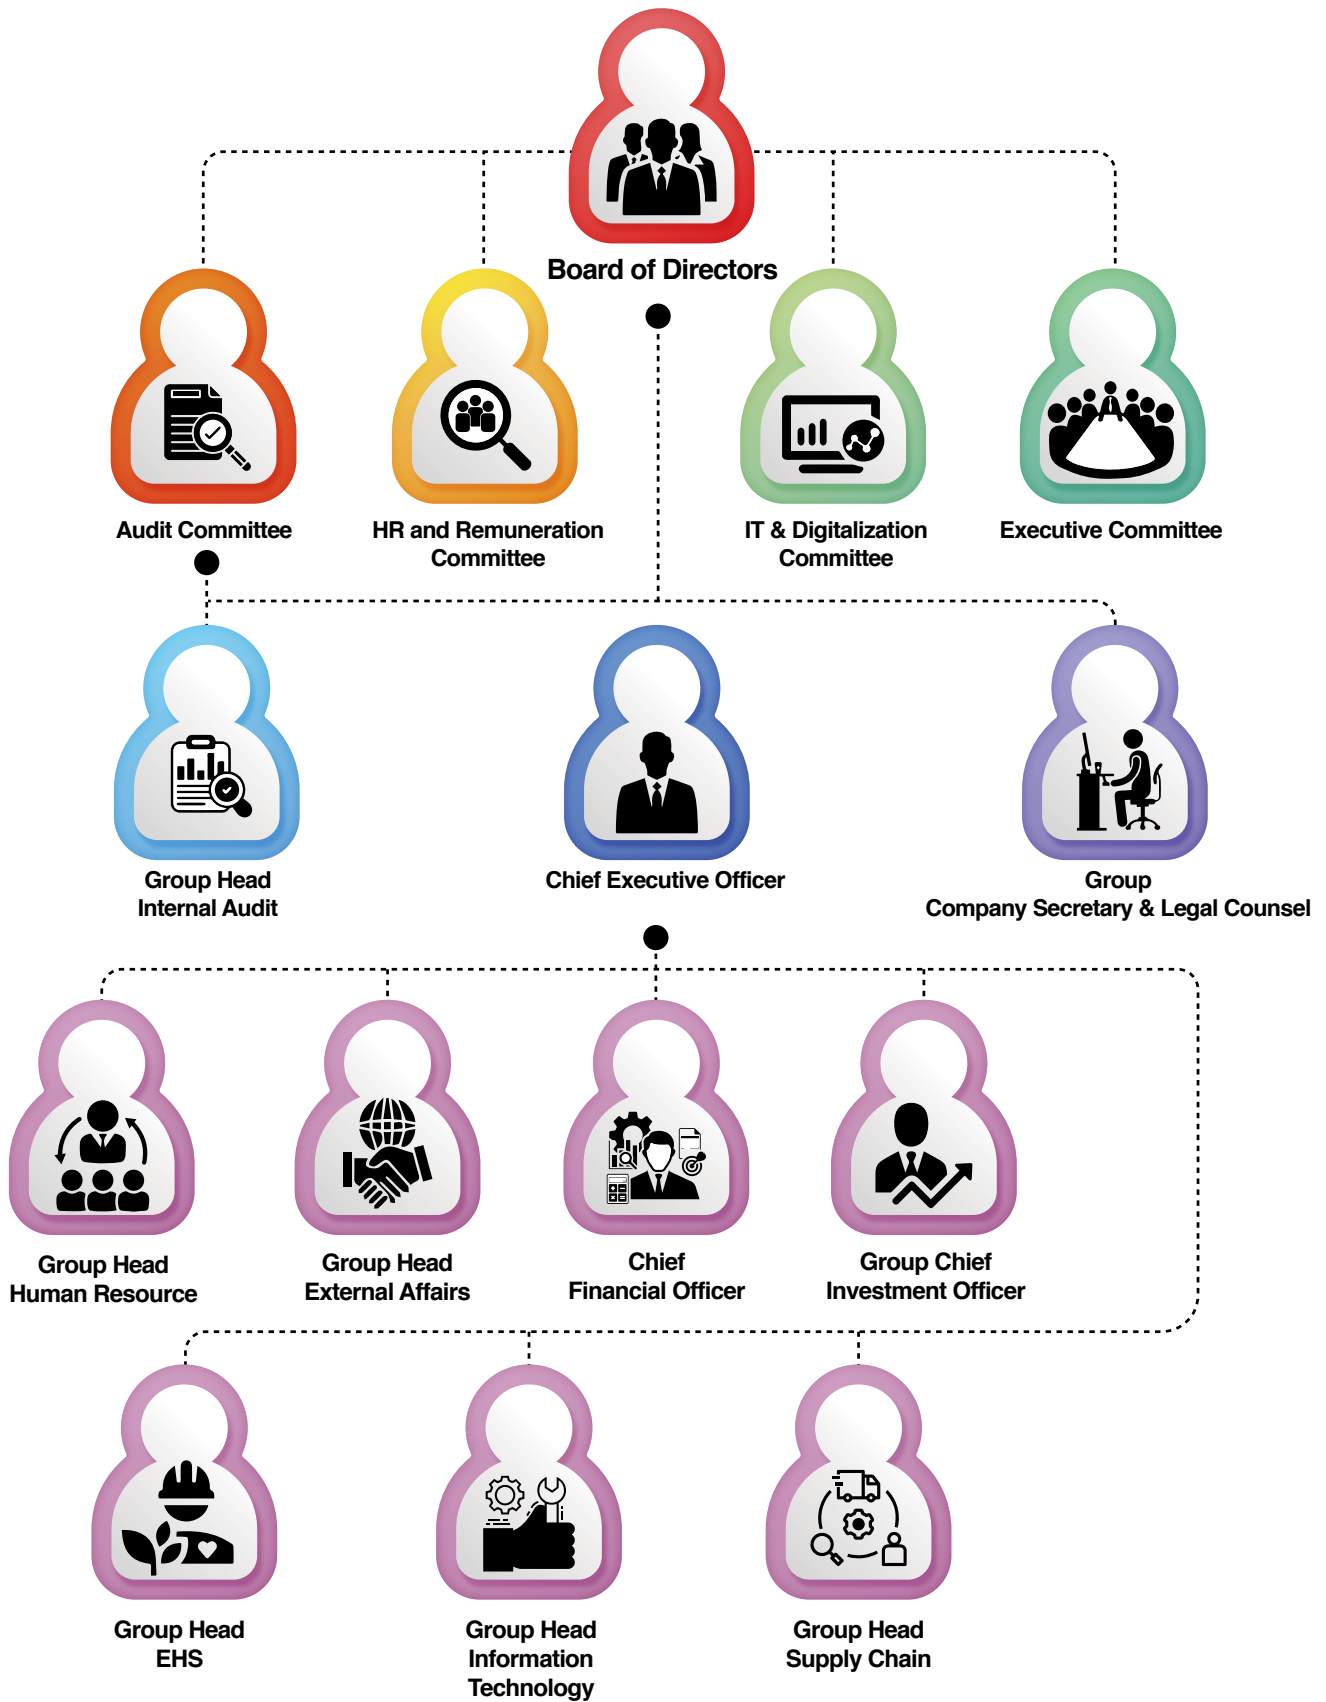 Board of Directors
Audit Committee
HR and Remuneration
Committee
IT & Digitalization
Committee
Executive Committee
Group Head
Internal Audit
Chief Executive Officer
Group
Company Secretary & Legal Counsel
Group Head
Human Resource
Group Head
External Affairs
Chief
Financial Officer
Group Chief
Investment Officer
Group Head
EHS
Group Head
Information
Technology
Group Head
Supply Chain